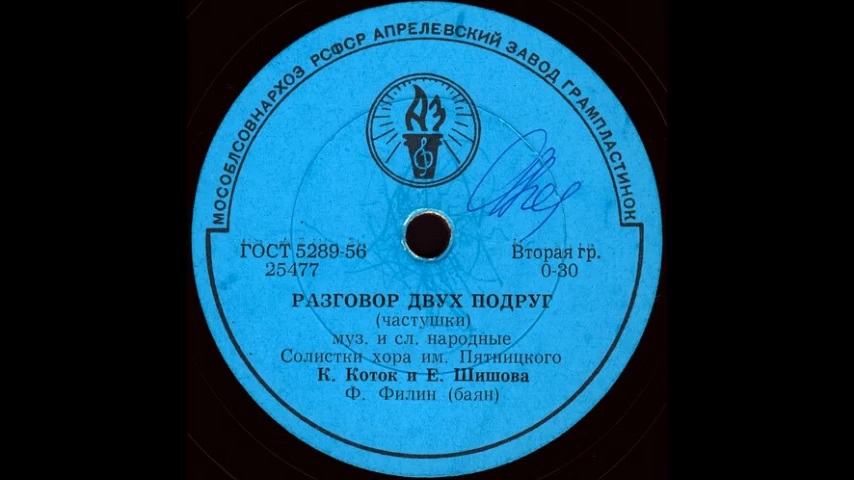 МОСОБЛСОВНАРХОЗ РСФСР АПРЕЛЕВСКИЙ ЗАВОД ГРАМПЛАСТИНОК
АЗ
ГОСТ 5289-56
25477
Вторая гр.
0-30
РАЗГОВОР ДВУХ ПОДРУГ
(частушки)
муз. и сл. народные
Солистки хора им. Пятницкого
К. Коток и Е. Шишова
Ф. Филин (баян)